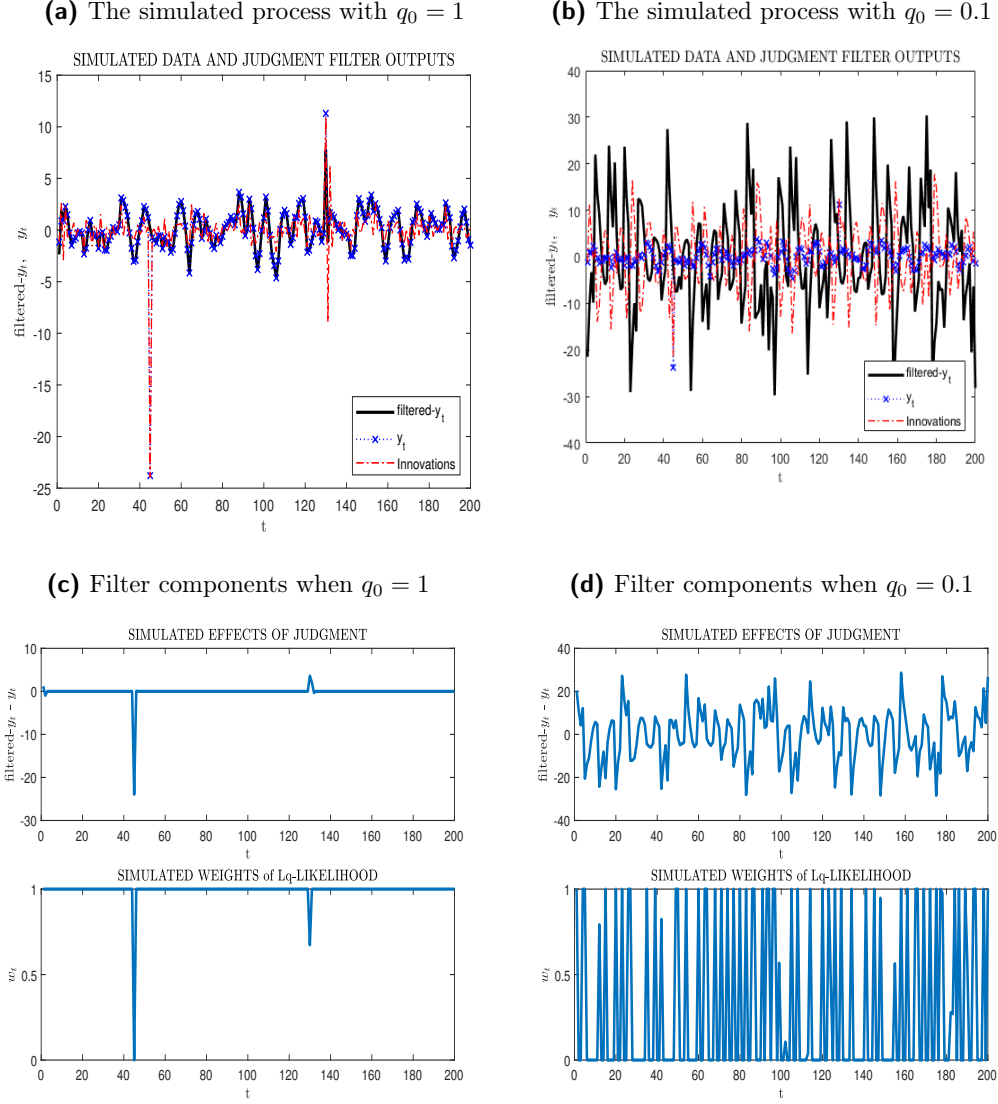 (a) The simulated process with q₀ = 1
SIMULATED DATA AND JUDGMENT FILTER OUTPUTS
filtered-yₜ, yₜ
15
10
5
0
-5
-10
-15
-20
-25
0 20 40 60 80 100 120 140 160 180 200
t
filtered-yₜ
yₜ
Innovations
(b) The simulated process with q₀ = 0.1
SIMULATED DATA AND JUDGMENT FILTER OUTPUTS
filtered-yₜ, yₜ
40
30
20
10
0
-10
-20
-30
-40
0 20 40 60 80 100 120 140 160 180 200
t
filtered-yₜ
yₜ
Innovations
(c) Filter components when q₀ = 1
SIMULATED EFFECTS OF JUDGMENT
filtered-yₜ - yₜ
10
0
-10
-20
-30
0 20 40 60 80 100 120 140 160 180 200
t
SIMULATED WEIGHTS of Lq-LIKELIHOOD
wₜ
1
0.5
0
0 20 40 60 80 100 120 140 160 180 200
t
(d) Filter components when q₀ = 0.1
SIMULATED EFFECTS OF JUDGMENT
filtered-yₜ - yₜ
40
20
0
-20
-40
0 20 40 60 80 100 120 140 160 180 200
t
SIMULATED WEIGHTS of Lq-LIKELIHOOD
wₜ
1
0.5
0
0 20 40 60 80 100 120 140 160 180 200
t